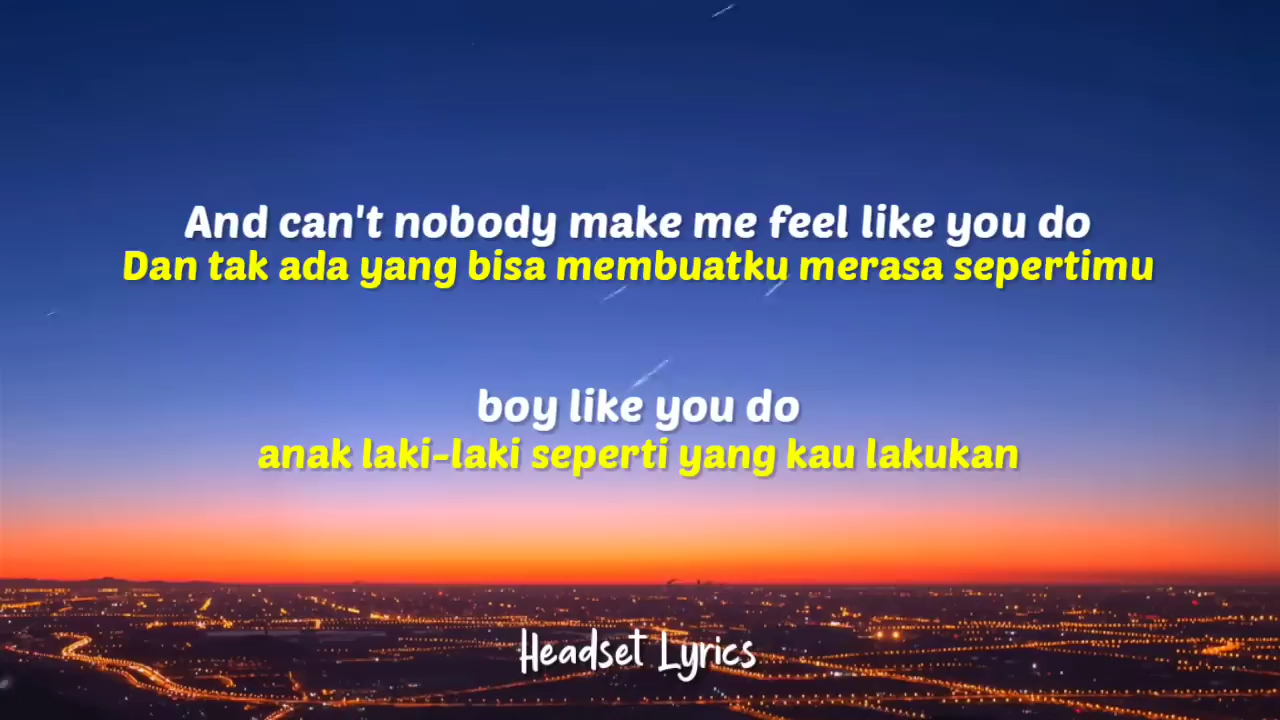 And can't nobody make me feel like you do
Dan tak ada yang bisa membuatku merasa sepertimu
boy like you do
anak laki-laki seperti yang kau lakukan
Headset Lyrics